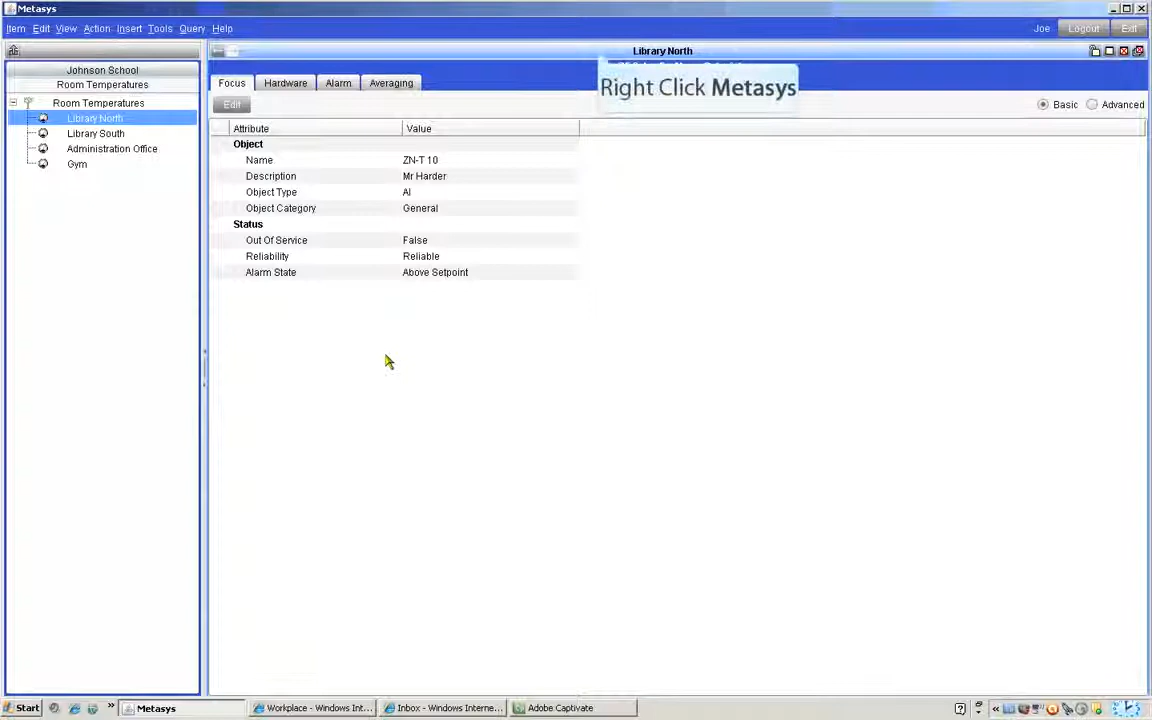 Metasys
Item Edit View Action Insert Tools Query Help Joe Logout Exit
Library North
Johnson School
Room Temperatures
Room Temperatures
Library North
Library South
Administration Office
Gym
Focus Hardware Alarm Averaging
Right Click Metasys
Edit
Basic Advanced
Attribute Value
Object
Name ZN-T 10
Description Mr Harder
Object Type AI
Object Category General
Status
Out Of Service False
Reliability Reliable
Alarm State Above Setpoint
Start Metasys Workplace - Windows Int... Inbox - Windows Interne... Adobe Captivate